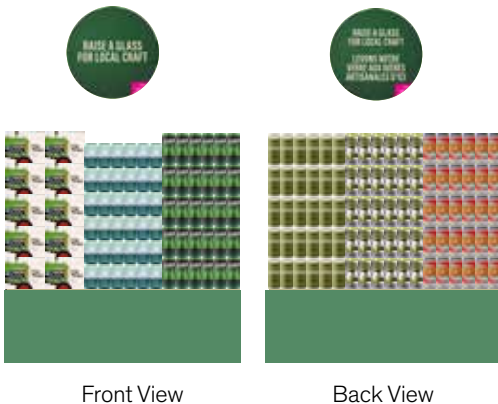 RAISE A GLASS
FOR LOCAL CRAFT
RAISE A GLASS
FOR LOCAL CRAFT
LEVONS NOTRE
VERRE AUX BIÈRES
ARTISANALES D'ICI
Front View
Back View